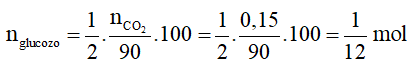 n_glucozo = 1/2 . n_CO₂/90 .100 = 1/2 . 0,15/90 .100 = 1/12 mol